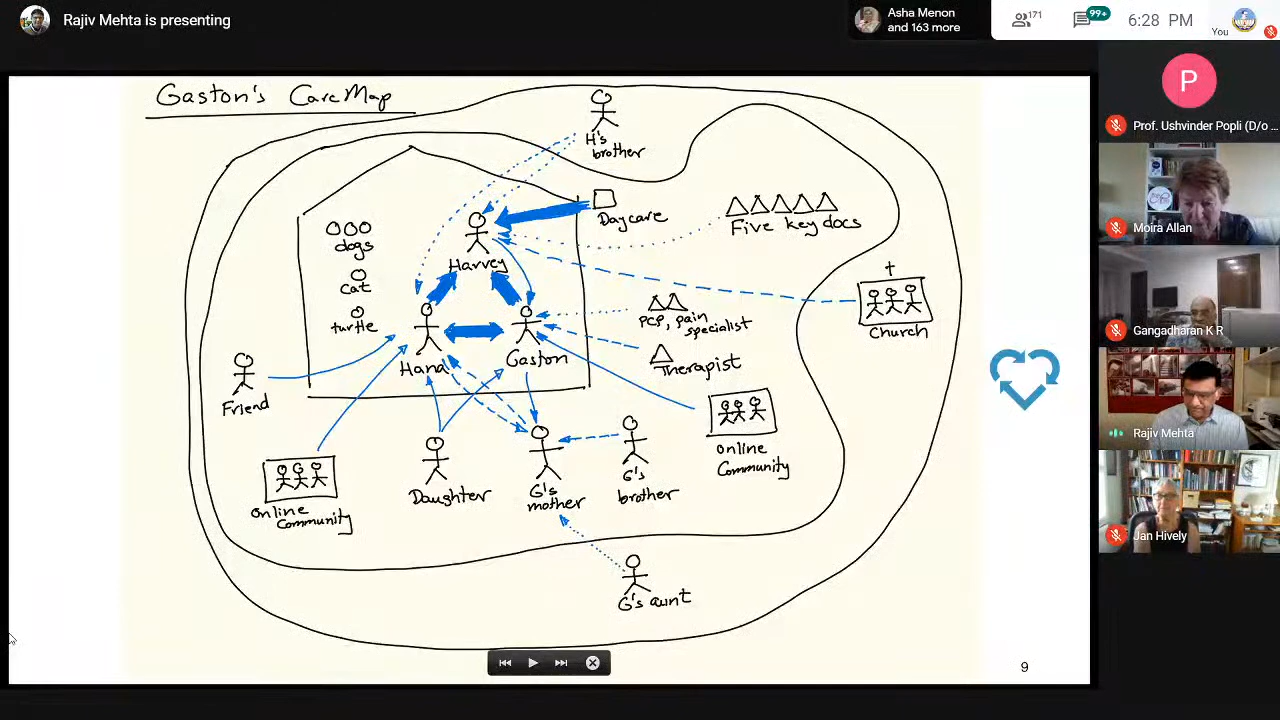 Rajiv Mehta is presenting
Asha Menon
and 163 more
171
99+
6:28 PM
You
Gaston's CareMap
H's
brother
Daycare
Five key docs
dogs
Harvey
cat
turtle
PCP, pain
specialist
Church
Hana
Gaston
Therapist
Friend
Daughter
G's
mother
G's
brother
online
Community
online
Community
G's aunt
9
P
Prof. Ushvinder Popli (D/o ...
Moira Allan
Gangadharan K R
Rajiv Mehta
Jan Hively